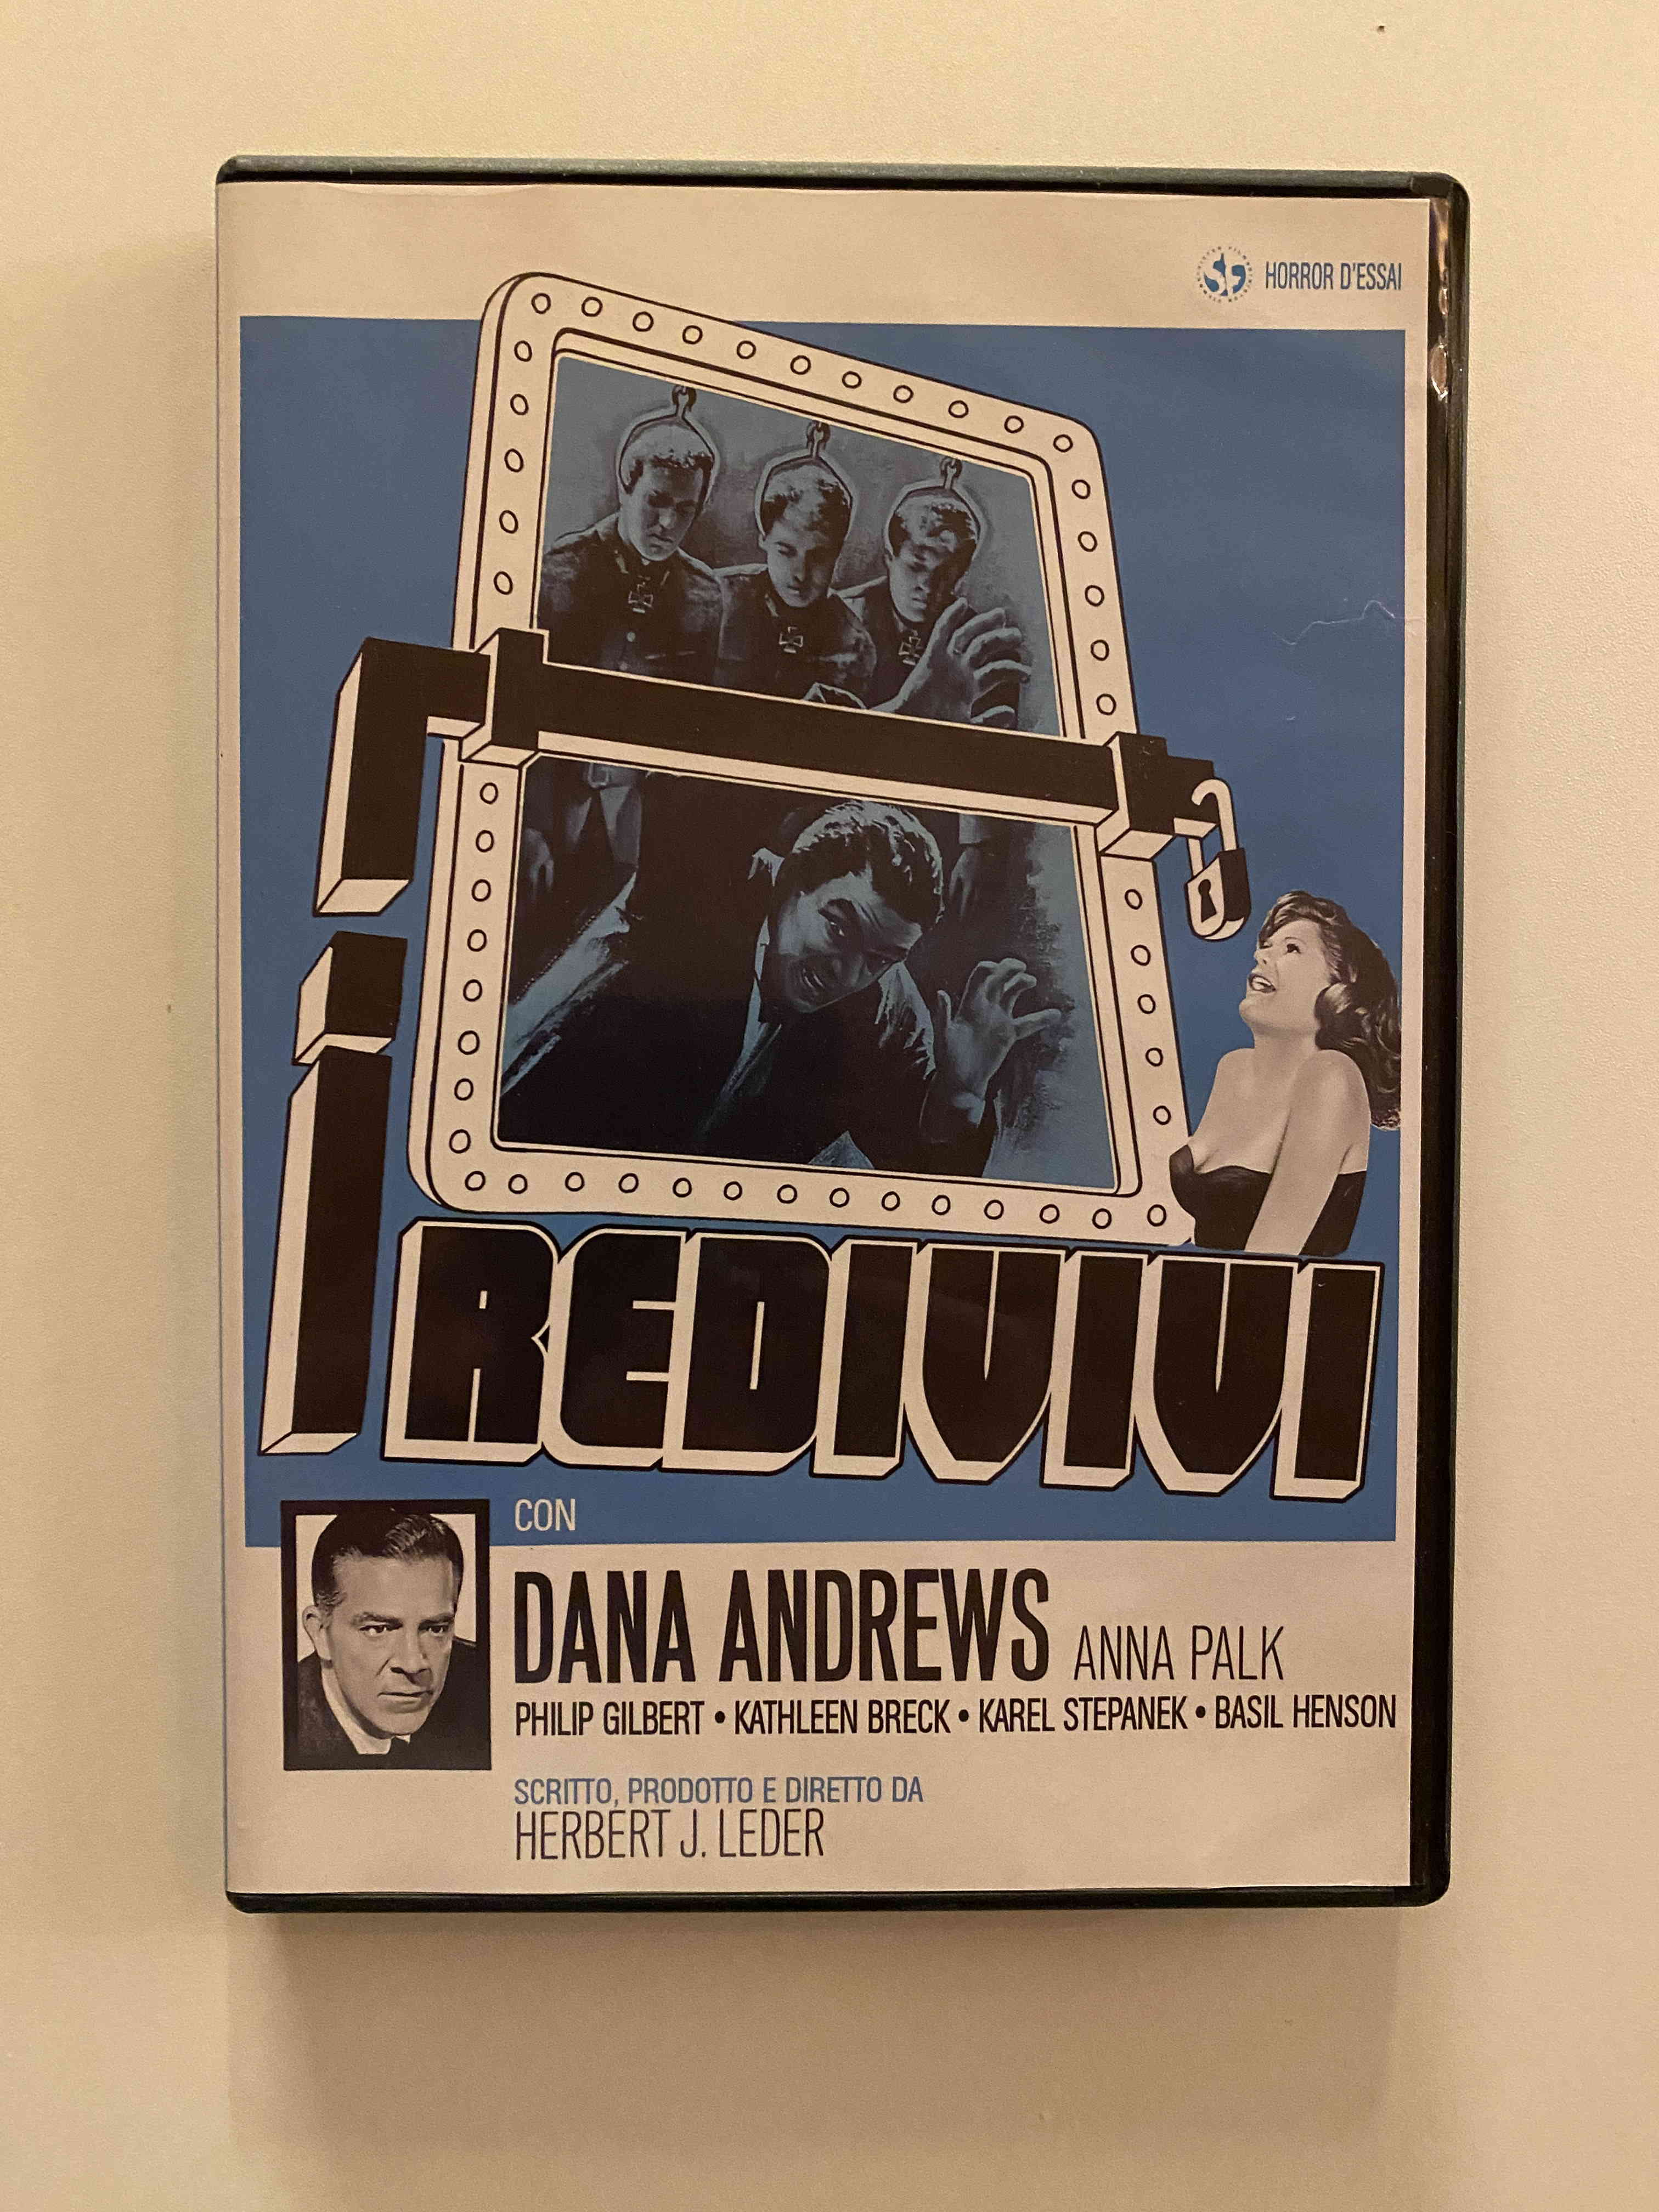 HORROR D'ESSAI
I REDIVIVI
CON
DANA ANDREWS ANNA PALK
PHILIP GILBERT • KATHLEEN BRECK • KAREL STEPANEK • BASIL HENSON
SCRITTO, PRODOTTO E DIRETTO DA
HERBERT J. LEDER